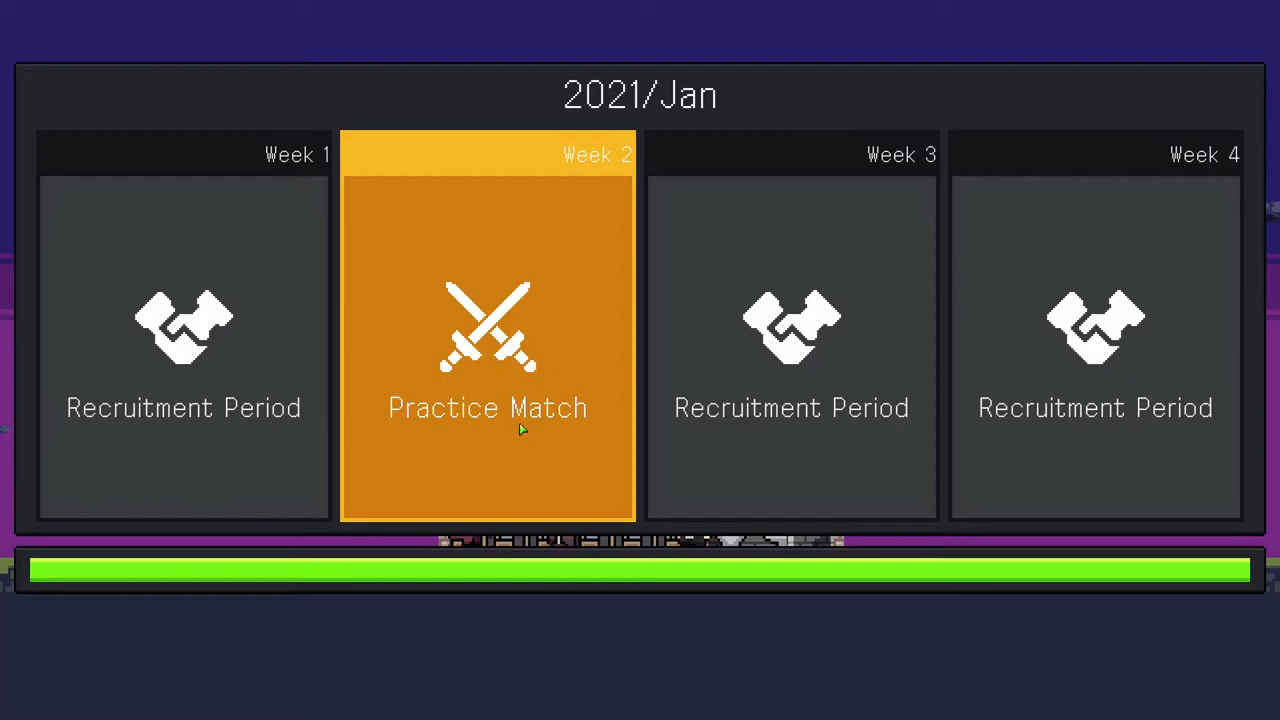 2021/Jan
Week 1
Week 2
Week 3
Week 4
Recruitment Period
Practice Match
Recruitment Period
Recruitment Period